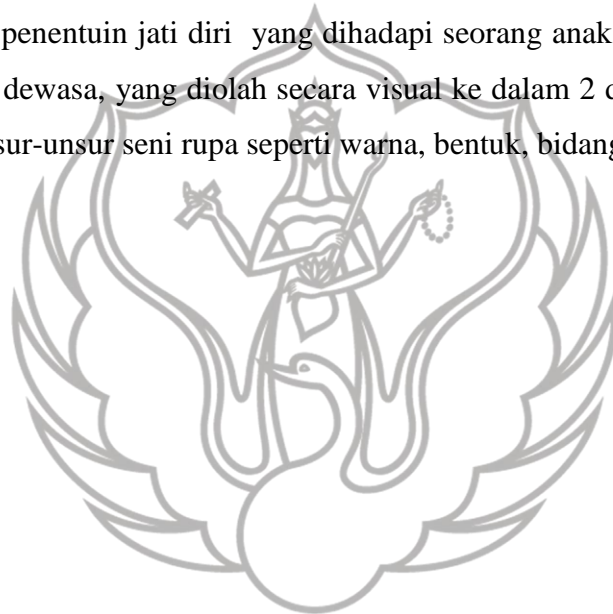 penentuin jati diri yang dihadapi seorang anak
dewasa, yang diolah secara visual ke dalam 2
sur-unsur seni rupa seperti warna, bentuk, bidang